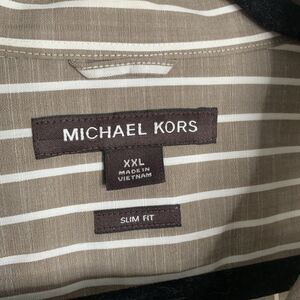 MICHAEL KORS
XXL
MADE IN
VIETNAM
SLIM FIT